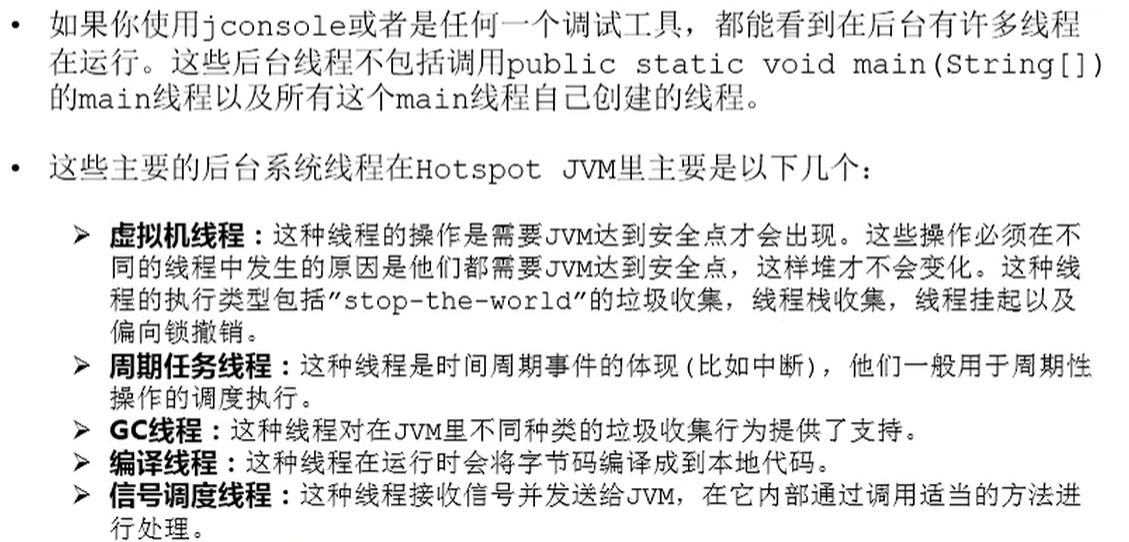 • 如果你使用jconsole或者是任何一个调试工具，都能看到在后台有许多线程
在运行。这些后台线程不包括调用public static void main(String[])
的main线程以及所有这个main线程自己创建的线程。
• 这些主要的后台系统线程在Hotspot JVM里主要是以下几个：
➢ 虚拟机线程：这种线程的操作是需要JVM达到安全点才会出现。这些操作必须在不
同的线程中发生的原因是他们都需要JVM达到安全点，这样堆才不会变化。这种线
程的执行类型包括”stop-the-world”的垃圾收集，线程栈收集，线程挂起以及
偏向锁撤销。
➢ 周期任务线程：这种线程是时间周期事件的体现(比如中断)，他们一般用于周期性
操作的调度执行。
➢ GC线程：这种线程对在JVM里不同种类的垃圾收集行为提供了支持。
➢ 编译线程：这种线程在运行时会将字节码编译成到本地代码。
➢ 信号调度线程：这种线程接收信号并发送给JVM，在它内部通过调用适当的方法进
行处理。